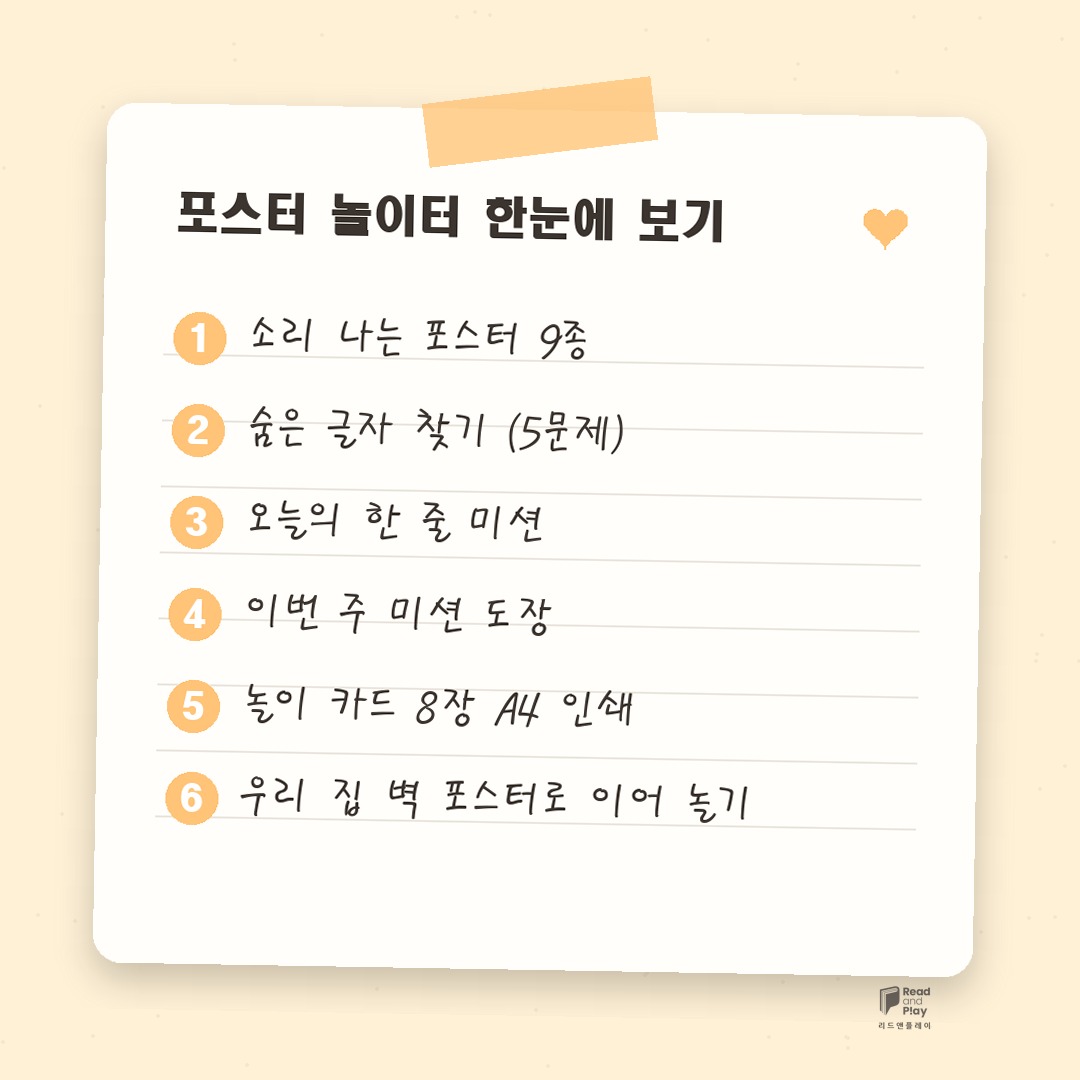 포스터 놀이터 한눈에 보기
1 소리 나는 포스터 9종
2 숨은 글자 찾기 (5문제)
3 오늘의 한 줄 미션
4 이번 주 미션 도장
5 놀이 카드 8장 A4 인쇄
6 우리 집 벽 포스터로 이어 놀기
Read
and
Play
리드앤플레이